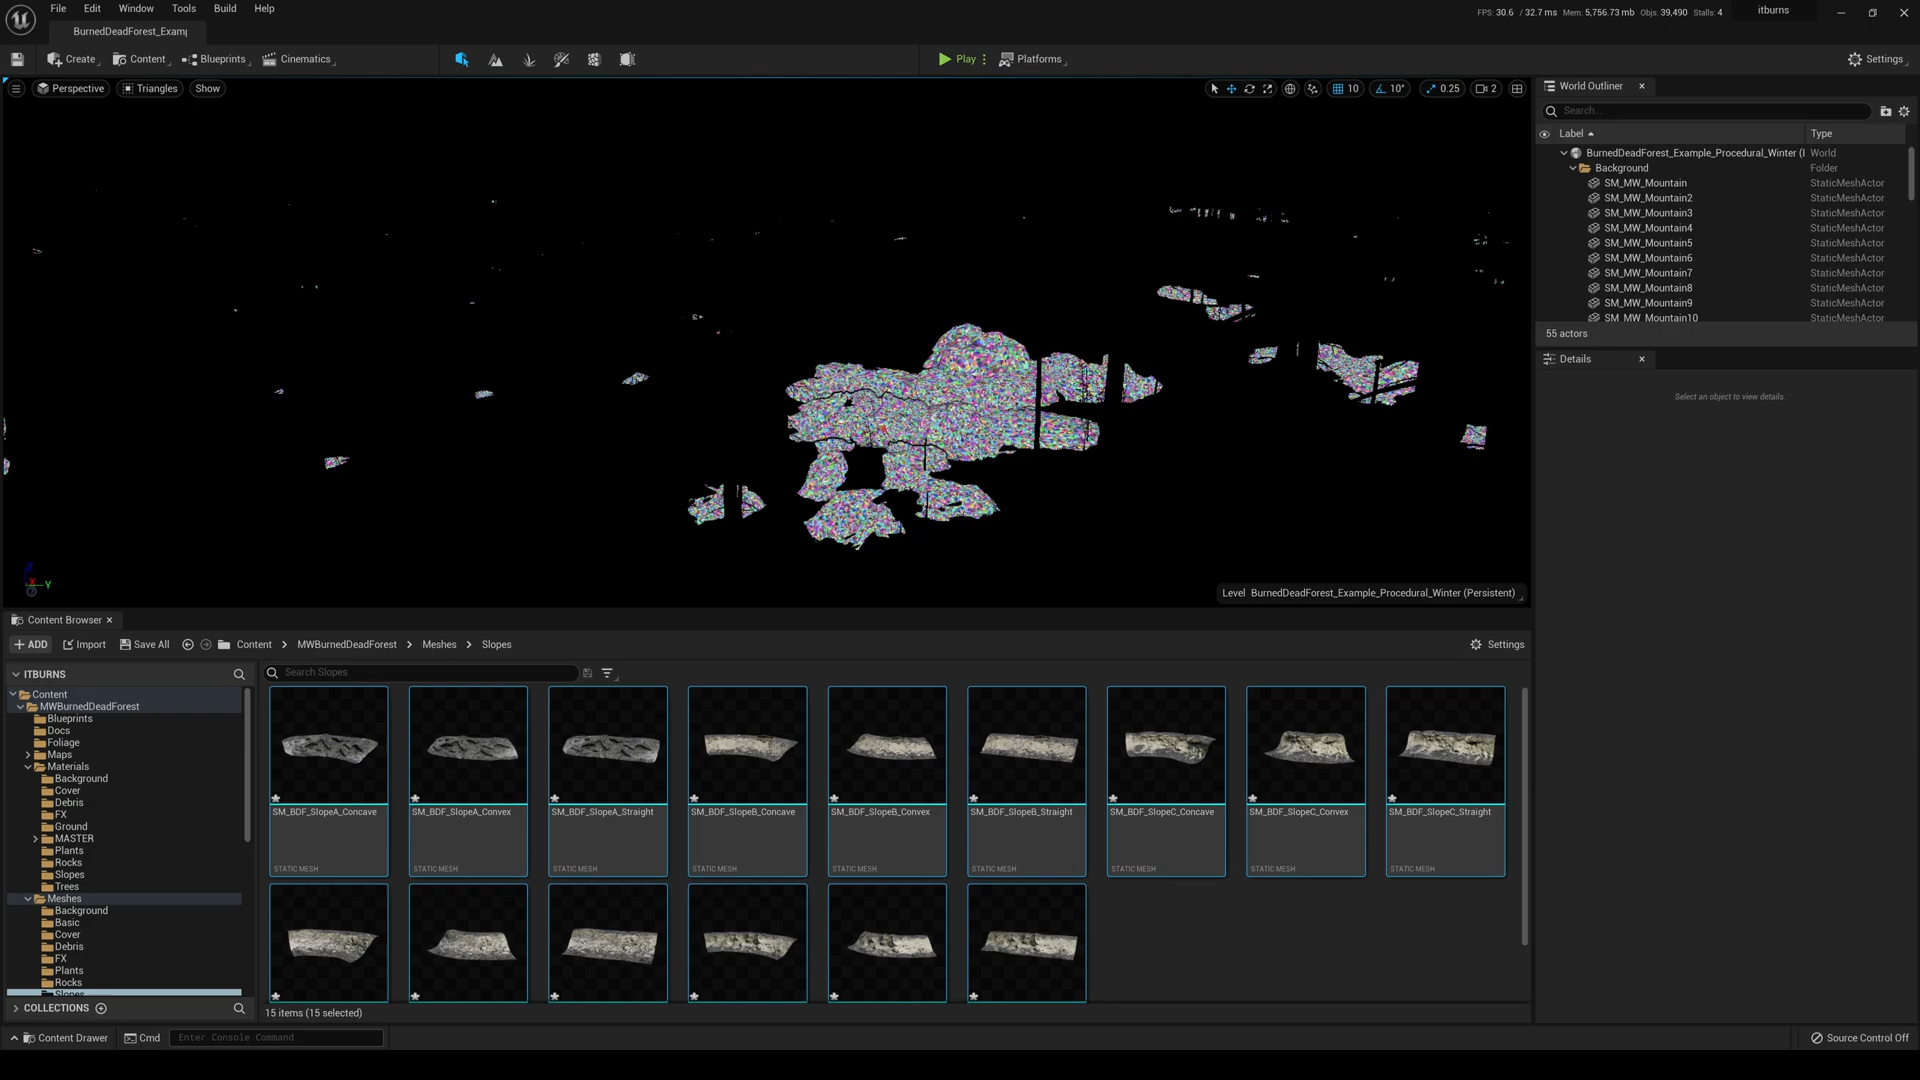 File Edit Window Tools Build Help
FPS: 30.6 / 32.7 ms Mem: 5,756.73 mb Objs: 39,490 Stalls: 4 itburns
BurnedDeadForest_Examp
Create Content Blueprints Cinematics Play Platforms Settings
Perspective Triangles Show 10 10° 0.25 2
World Outliner
Search...
Label Type
BurnedDeadForest_Example_Procedural_Winter (I World
Background Folder
SM_MW_Mountain StaticMeshActor
SM_MW_Mountain2 StaticMeshActor
SM_MW_Mountain3 StaticMeshActor
SM_MW_Mountain4 StaticMeshActor
SM_MW_Mountain5 StaticMeshActor
SM_MW_Mountain6 StaticMeshActor
SM_MW_Mountain7 StaticMeshActor
SM_MW_Mountain8 StaticMeshActor
SM_MW_Mountain9 StaticMeshActor
SM_MW_Mountain10 StaticMeshActor
55 actors
Details
Select an object to view details.
Z
X
Y
Level BurnedDeadForest_Example_Procedural_Winter (Persistent)
Content Browser
ADD Import Save All Content MWBurnedDeadForest Meshes Slopes Settings
ITBURNS
Content
MWBurnedDeadForest
Blueprints
Docs
Foliage
Maps
Materials
Background
Cover
Debris
FX
Ground
MASTER
Plants
Rocks
Slopes
Trees
Meshes
Background
Basic
Cover
Debris
FX
Plants
Rocks
Slopes
COLLECTIONS
Search Slopes
SM_BDF_SlopeA_Concave SM_BDF_SlopeA_Convex SM_BDF_SlopeA_Straight SM_BDF_SlopeB_Concave SM_BDF_SlopeB_Convex SM_BDF_SlopeB_Straight SM_BDF_SlopeC_Concave SM_BDF_SlopeC_Convex SM_BDF_SlopeC_Straight
STATIC MESH STATIC MESH STATIC MESH STATIC MESH STATIC MESH STATIC MESH STATIC MESH STATIC MESH STATIC MESH
15 items (15 selected)
Content Drawer Cmd Enter Console Command Source Control Off